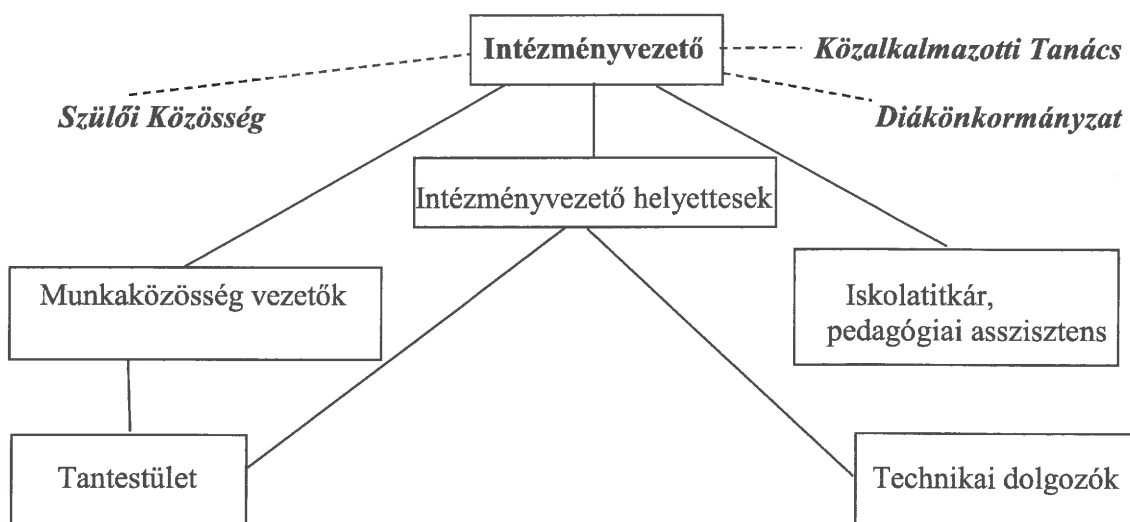 Intézményvezető
Közalkalmazotti Tanács
Szülői Közösség
Diákönkormányzat
Intézményvezető helyettesek
Munkaközösség vezetők
Iskolatitkár,
pedagógiai asszisztens
Tantestület
Technikai dolgozók